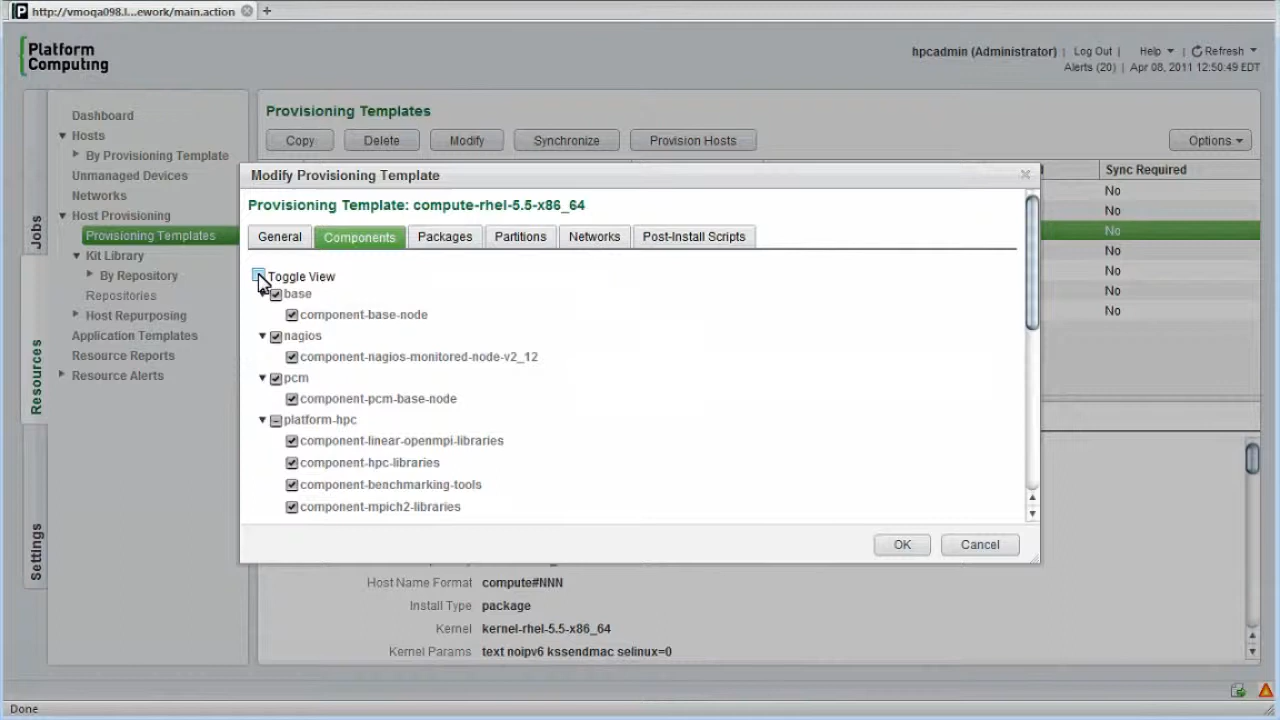 http://vmoqa098.l...ework/main.action
Platform
Computing
hpcadmin (Administrator) | Log Out | Help | Refresh
Alerts (20) | Apr 08, 2011 12:50:49 EDT
Jobs
Resources
Settings
Dashboard
Hosts
By Provisioning Template
Unmanaged Devices
Networks
Host Provisioning
Provisioning Templates
Kit Library
By Repository
Repositories
Host Repurposing
Application Templates
Resource Reports
Resource Alerts
Provisioning Templates
Copy Delete Modify Synchronize Provision Hosts Options
Sync Required
No
No
No
No
No
No
No
Modify Provisioning Template
Provisioning Template: compute-rhel-5.5-x86_64
General Components Packages Partitions Networks Post-Install Scripts
Toggle View
base
component-base-node
nagios
component-nagios-monitored-node-v2_12
pcm
component-pcm-base-node
platform-hpc
component-linear-openmpi-libraries
component-hpc-libraries
component-benchmarking-tools
component-mpich2-libraries
OK Cancel
Host Name Format compute#NNN
Install Type package
Kernel kernel-rhel-5.5-x86_64
Kernel Params text noipv6 kssendmac selinux=0
Done